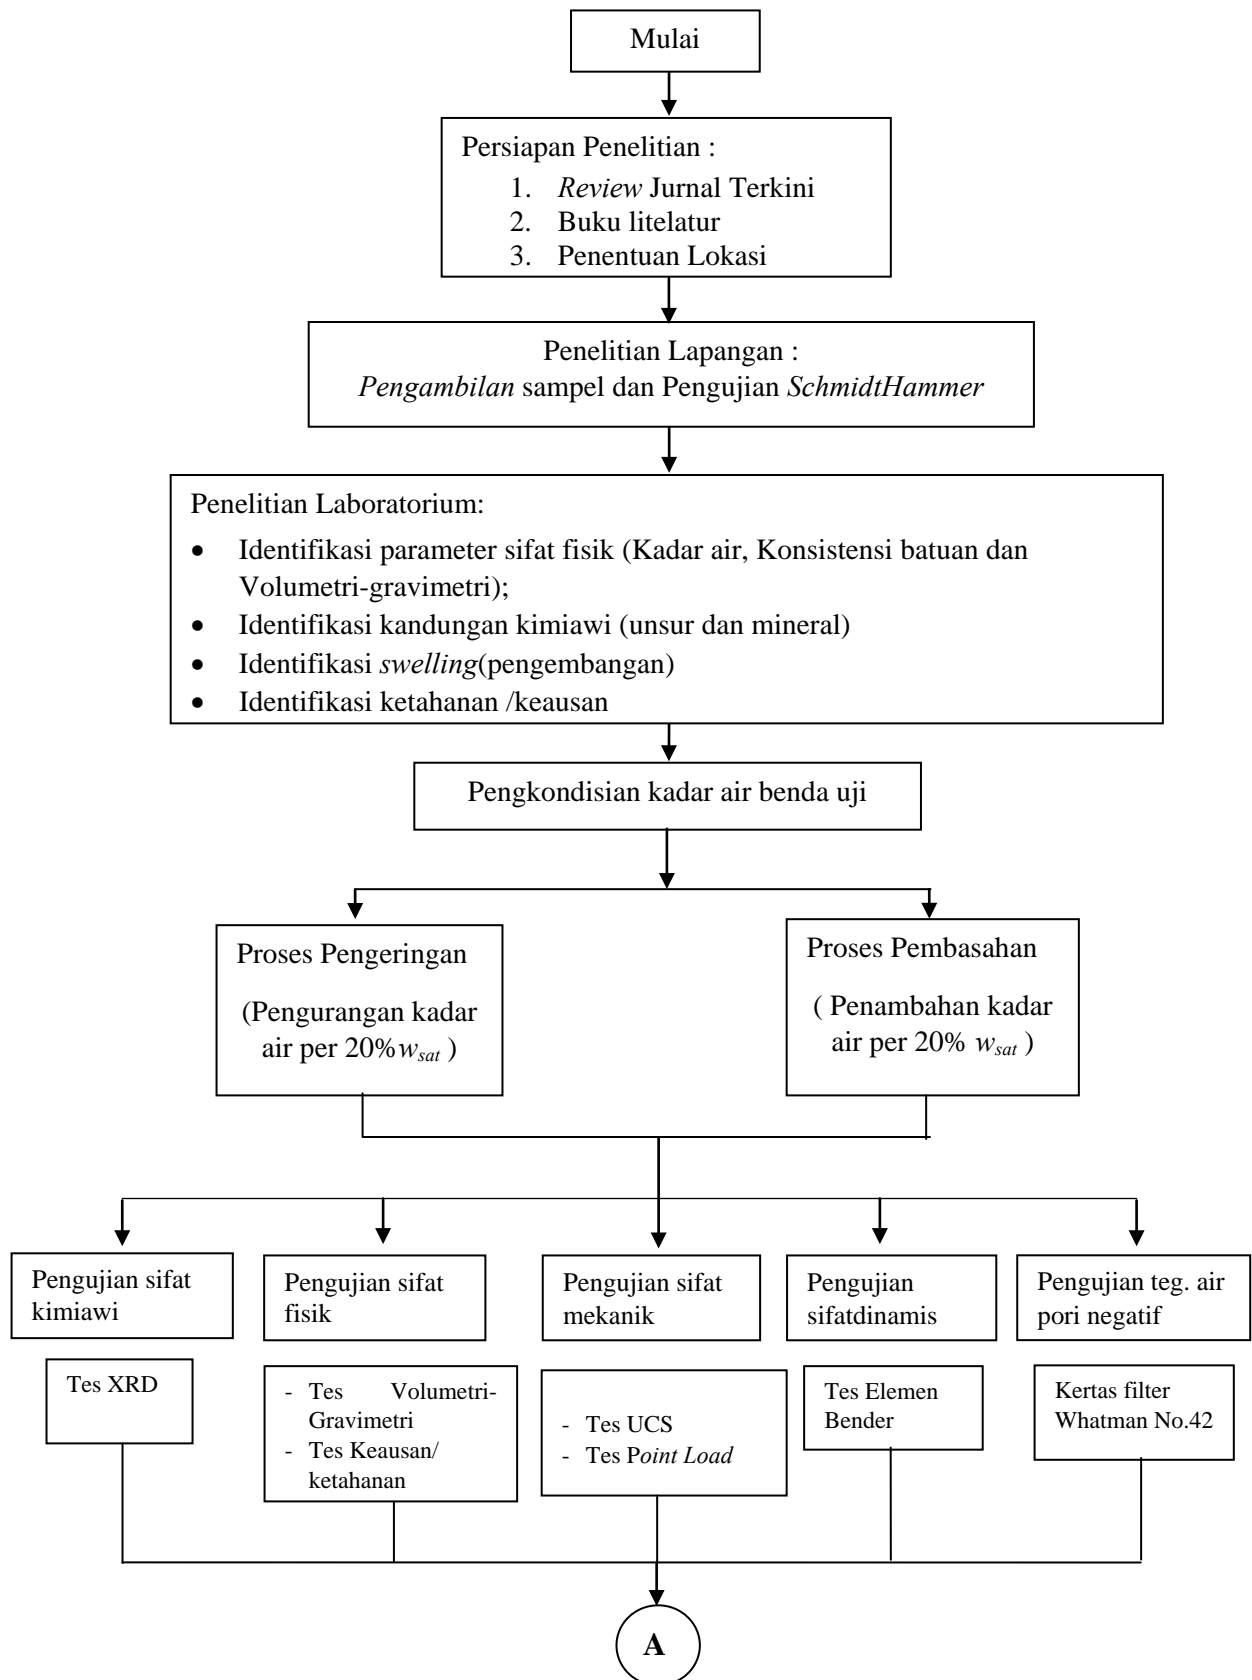 Mulai
Persiapan Penelitian :
1. Review Jurnal Terkini
2. Buku litelatur
3. Penentuan Lokasi
Penelitian Lapangan :
Pengambilan sampel dan Pengujian SchmidtHammer
Penelitian Laboratorium:
• Identifikasi parameter sifat fisik (Kadar air, Konsistensi batuan dan
Volumetri-gravimetri);
• Identifikasi kandungan kimiawi (unsur dan mineral)
• Identifikasi swelling(pengembangan)
• Identifikasi ketahanan /keausan
Pengkondisian kadar air benda uji
Proses Pengeringan
(Pengurangan kadar
air per 20%w_sat )
Proses Pembasahan
( Penambahan kadar
air per 20% w_sat )
Pengujian sifat
kimiawi
Pengujian sifat
fisik
Pengujian sifat
mekanik
Pengujian
sifatdinamis
Pengujian teg. air
pori negatif
Tes XRD
- Tes Volumetri-
Gravimetri
- Tes Keausan/
ketahanan
- Tes UCS
- Tes Point Load
Tes Elemen
Bender
Kertas filter
Whatman No.42
A